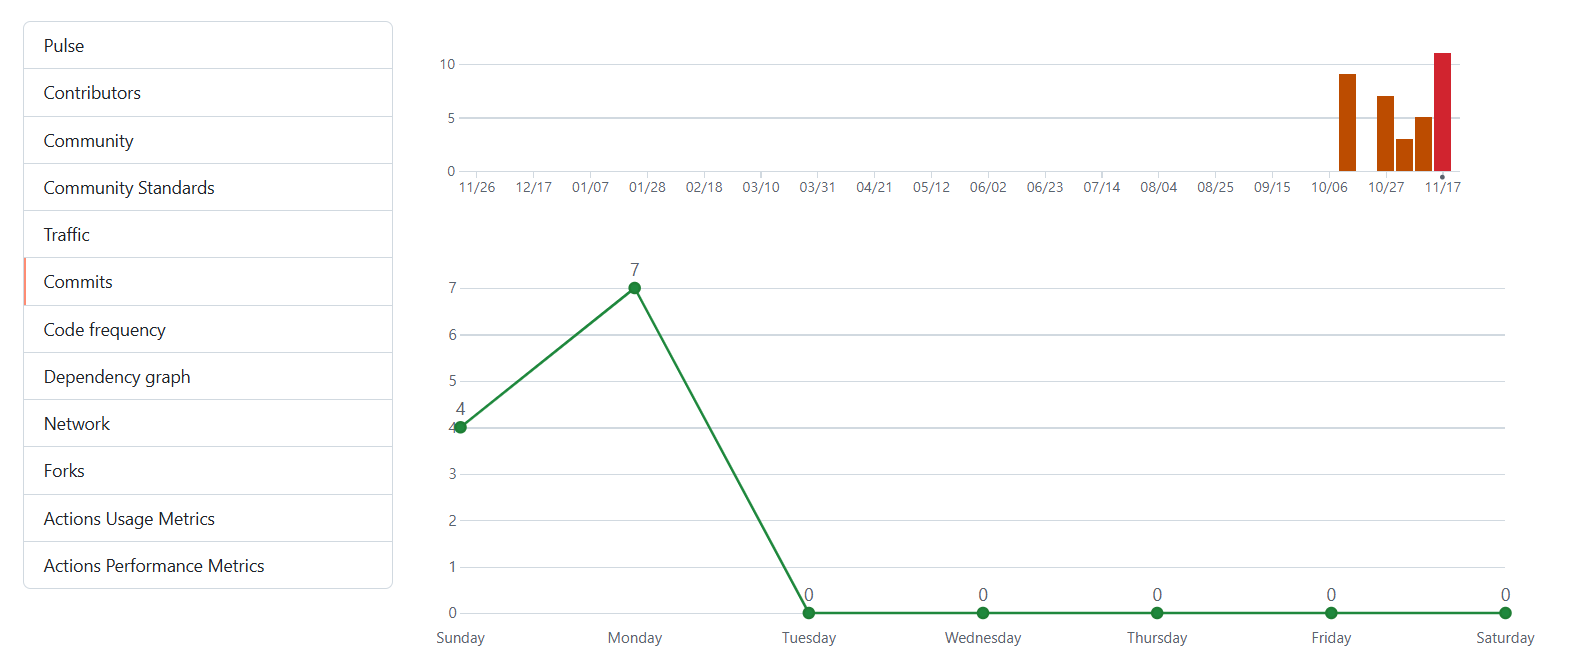 Pulse
Contributors
Community
Community Standards
Traffic
Commits
Code frequency
Dependency graph
Network
Forks
Actions Usage Metrics
Actions Performance Metrics
10
5
0
11/26 12/17 01/07 01/28 02/18 03/10 03/31 04/21 05/12 06/02 06/23 07/14 08/04 08/25 09/15 10/06 10/27 11/17
7
7
6
5
4
4
3
2
1
0 0 0 0 0
0
Sunday Monday Tuesday Wednesday Thursday Friday Saturday